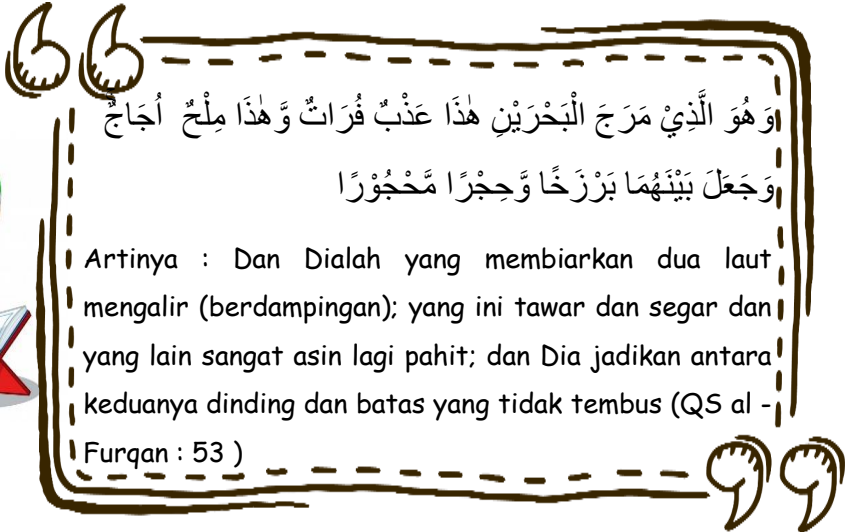 وَهُوَ الَّذِيْ مَرَجَ الْبَحْرَيْنِ هٰذَا عَذْبٌ فُرَاتٌ وَّهٰذَا مِلْحٌ اُجَاجٌ
وَجَعَلَ بَيْنَهُمَا بَرْزَخًا وَّحِجْرًا مَّحْجُوْرًا
Artinya : Dan Dialah yang membiarkan dua laut
mengalir (berdampingan); yang ini tawar dan segar dan
yang lain sangat asin lagi pahit; dan Dia jadikan antara
keduanya dinding dan batas yang tidak tembus (QS al -
Furqan : 53 )